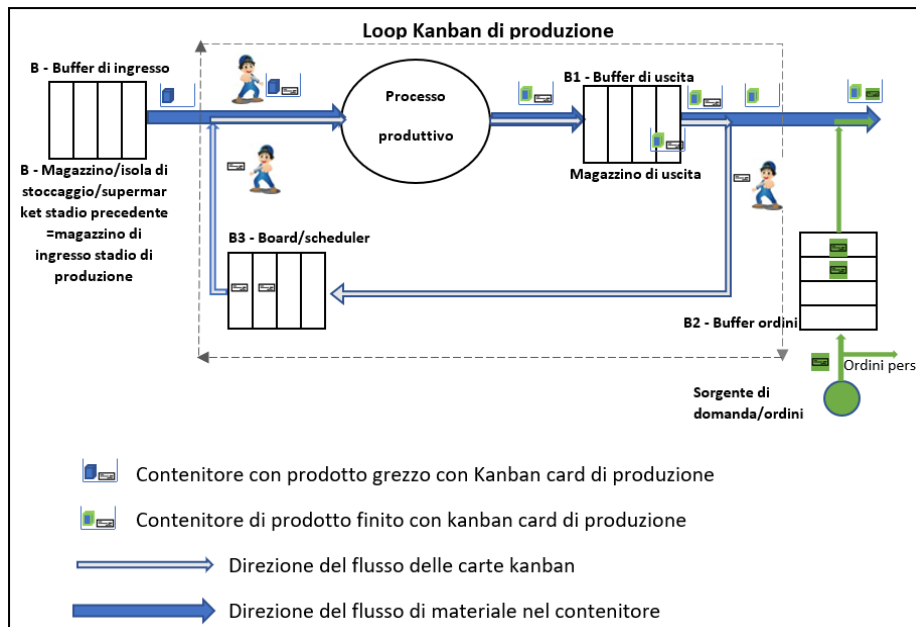 Loop Kanban di produzione
B - Buffer di ingresso
B1 - Buffer di uscita
Processo
produttivo
B - Magazzino/isola di
stoccaggio/supermar
ket stadio precedente
=magazzino di
ingresso stadio di
produzione
Magazzino di uscita
B3 - Board/scheduler
B2 - Buffer ordini
Ordini pers
Sorgente di
domanda/ordini
Contenitore con prodotto grezzo con Kanban card di produzione
Contenitore di prodotto finito con kanban card di produzione
Direzione del flusso delle carte kanban
Direzione del flusso di materiale nel contenitore